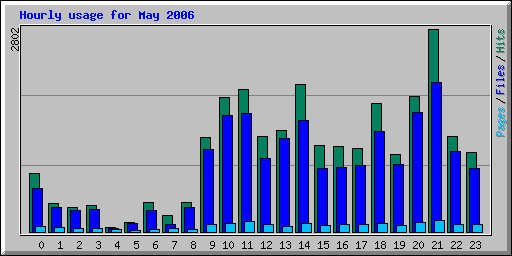 Hourly usage for May 2006
2802
Pages/Files/Hits
0 1 2 3 4 5 6 7 8 9 10 11 12 13 14 15 16 17 18 19 20 21 22 23